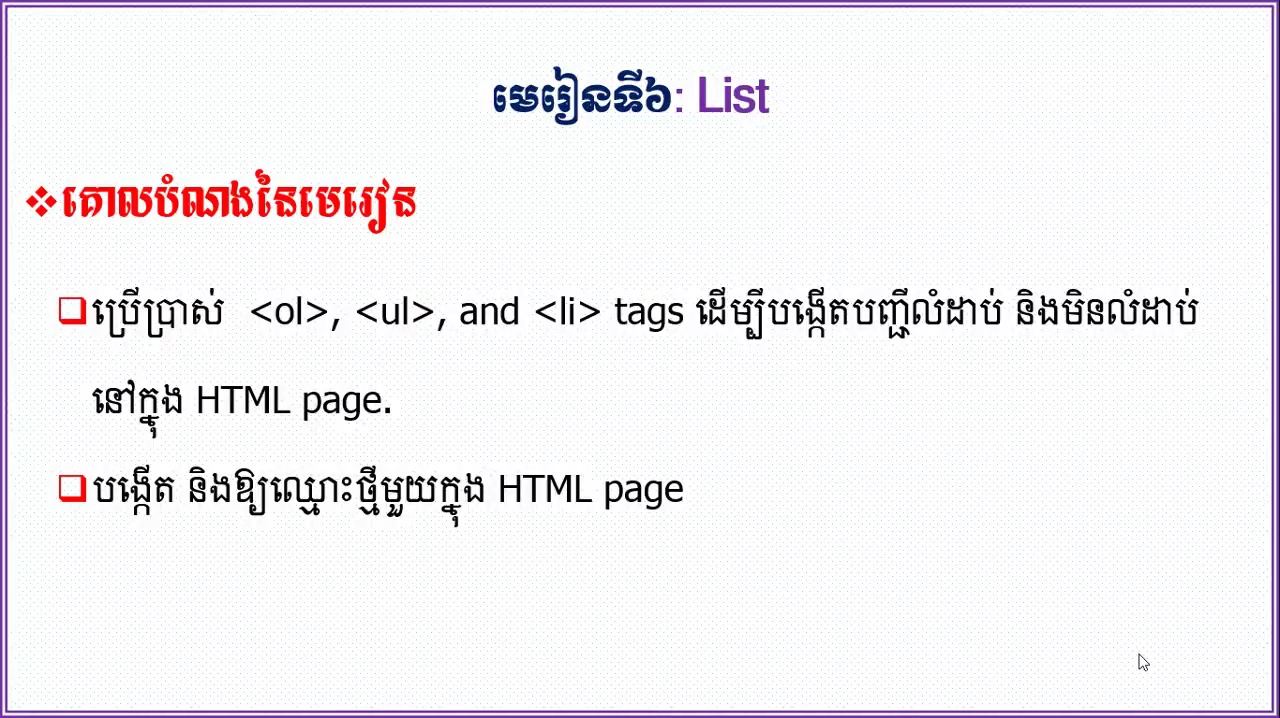 មេរៀនទី៦: List
គោលបំណងនៃមេរៀន
ប្រើប្រាស់ <ol>, <ul>, and <li> tags ដើម្បីបង្កើតបញ្ជីលំដាប់ និងមិនលំដាប់
នៅក្នុង HTML page.
បង្កើត និងឱ្យឈ្មោះថ្មីមួយក្នុង HTML page